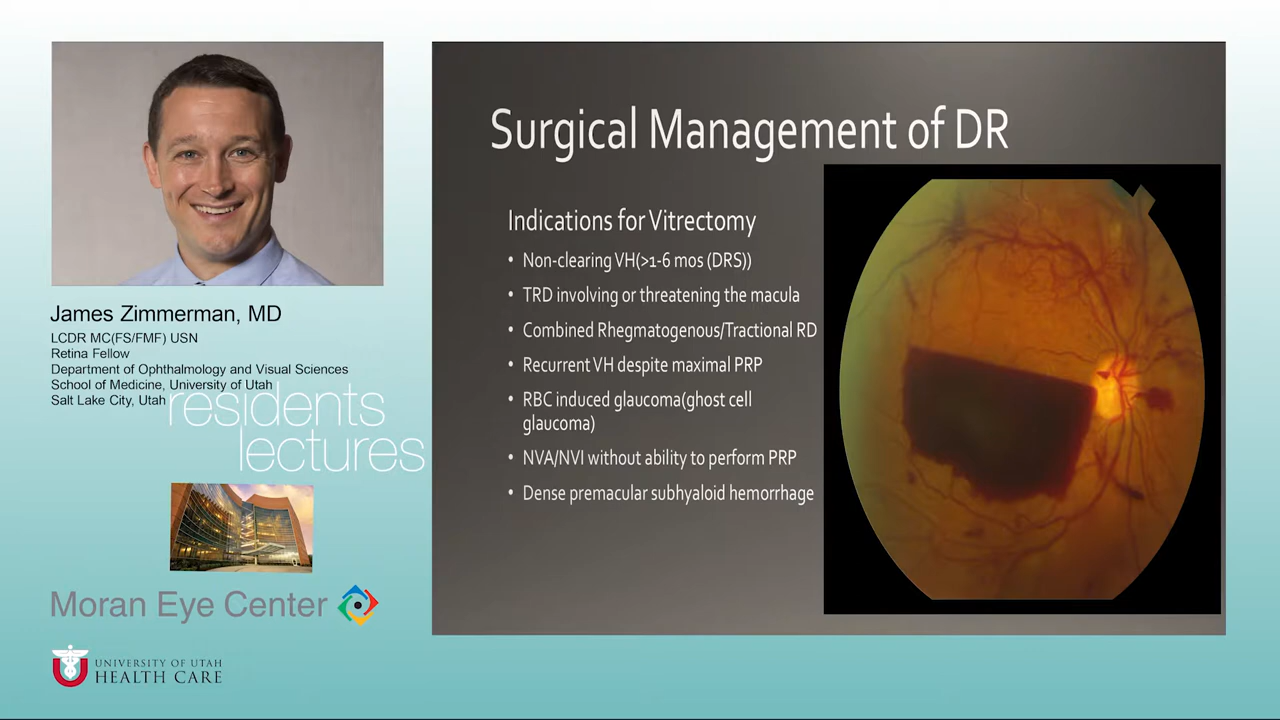 James Zimmerman, MD
LCDR MC(FS/FMF) USN
Retina Fellow
Department of Ophthalmology and Visual Sciences
School of Medicine, University of Utah
Salt Lake City, Utah
residents
lectures
Moran Eye Center
UNIVERSITY OF UTAH
HEALTH CARE
Surgical Management of DR
Indications for Vitrectomy
• Non-clearing VH(>1-6 mos (DRS))
• TRD involving or threatening the macula
• Combined Rhegmatogenous/Tractional RD
• Recurrent VH despite maximal PRP
• RBC induced glaucoma(ghost cell
glaucoma)
• NVA/NVI without ability to perform PRP
• Dense premacular subhyaloid hemorrhage